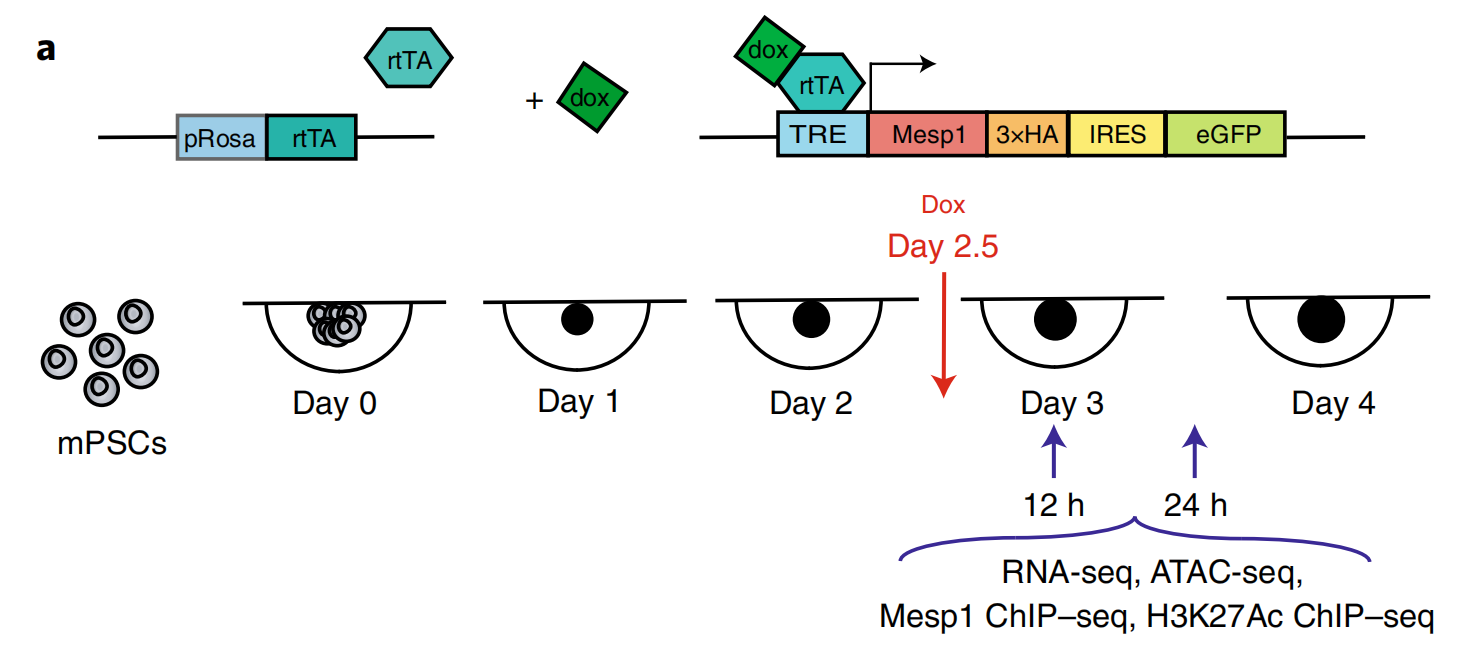 a
rtTA
pRosa rtTA
+ dox
dox
rtTA
TRE Mesp1 3×HA IRES eGFP
Dox
Day 2.5
mPSCs
Day 0
Day 1
Day 2
Day 3
Day 4
12 h
24 h
RNA-seq, ATAC-seq,
Mesp1 ChIP–seq, H3K27Ac ChIP–seq